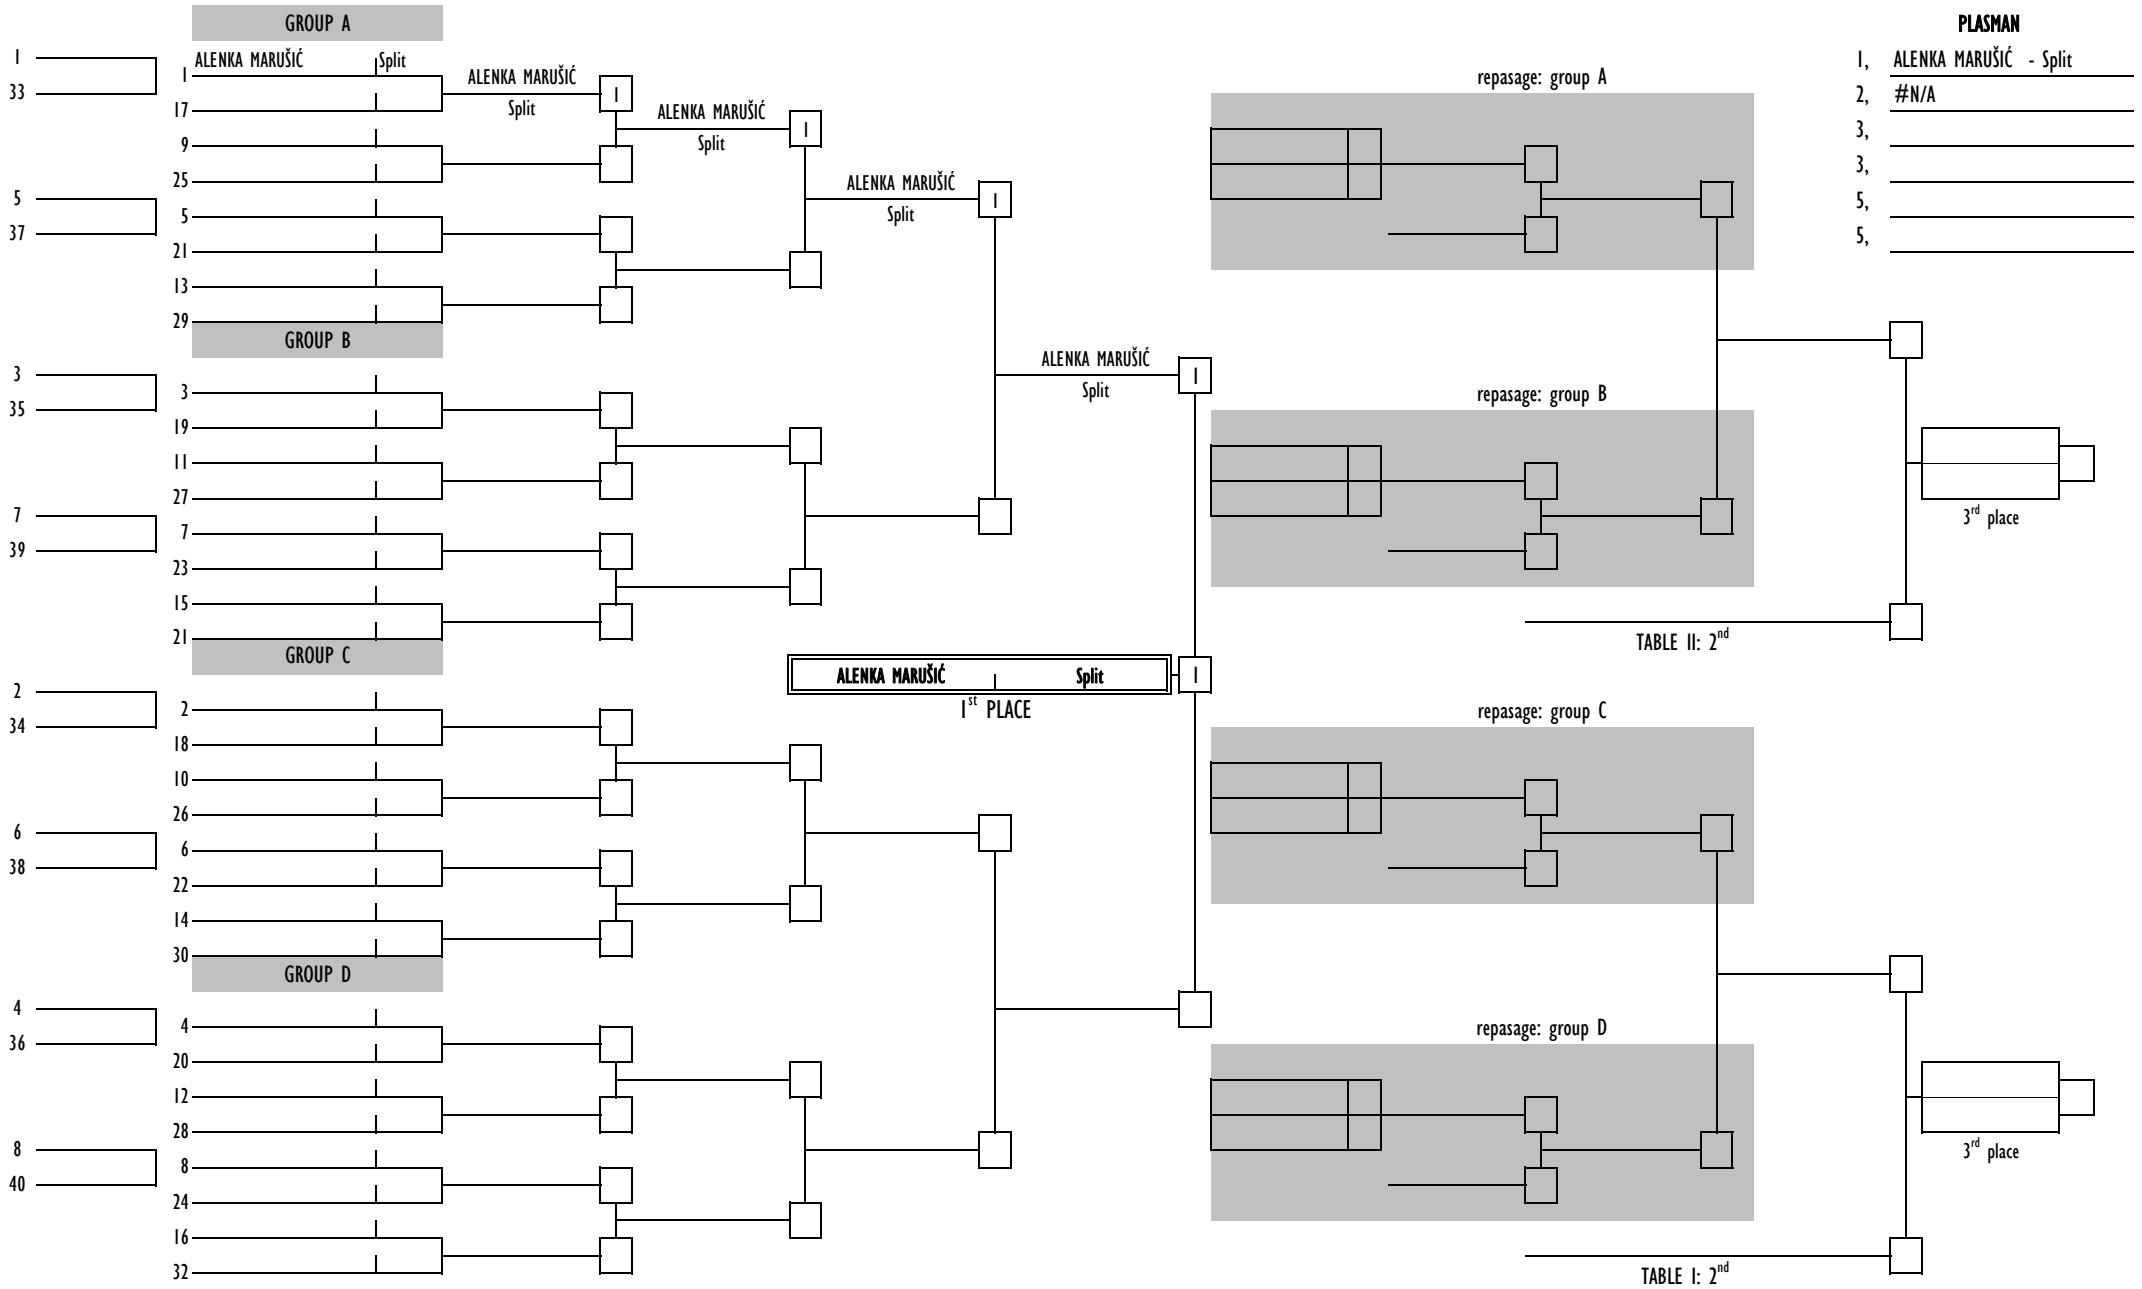 GROUP A
1
33
ALENKA MARUŠIĆ Split
1
17
9
25
5
37
5
21
13
29
GROUP B
3
35
3
19
11
27
7
39
7
23
15
21
GROUP C
2
34
2
18
10
26
6
38
6
22
14
30
GROUP D
4
36
4
20
12
28
8
40
8
24
16
32
ALENKA MARUŠIĆ
Split
1
ALENKA MARUŠIĆ
Split
1
ALENKA MARUŠIĆ
Split
1
ALENKA MARUŠIĆ
Split
1
ALENKA MARUŠIĆ Split
1
1st PLACE
repasage: group A
repasage: group B
TABLE II: 2nd
3rd place
repasage: group C
repasage: group D
TABLE I: 2nd
3rd place
PLASMAN
1, ALENKA MARUŠIĆ - Split
2, #N/A
3,
3,
5,
5,